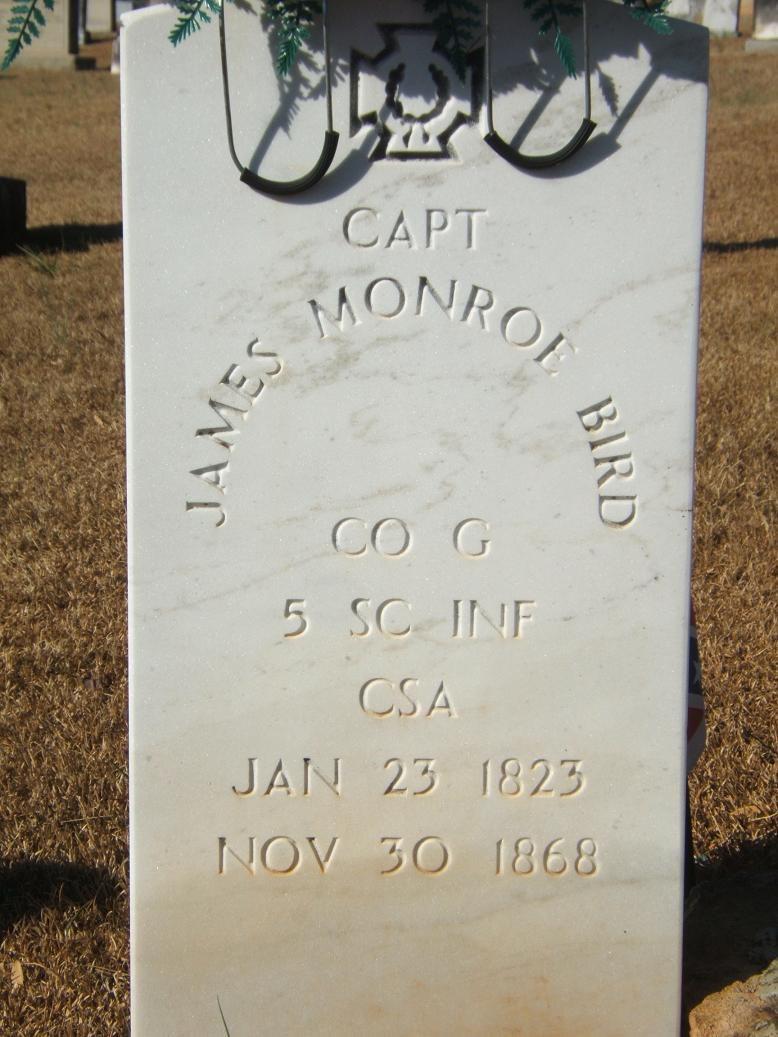 CAPT
JAMES MONROE BIRD
CO G
5 SC INF
CSA
JAN 23 1823
NOV 30 1868